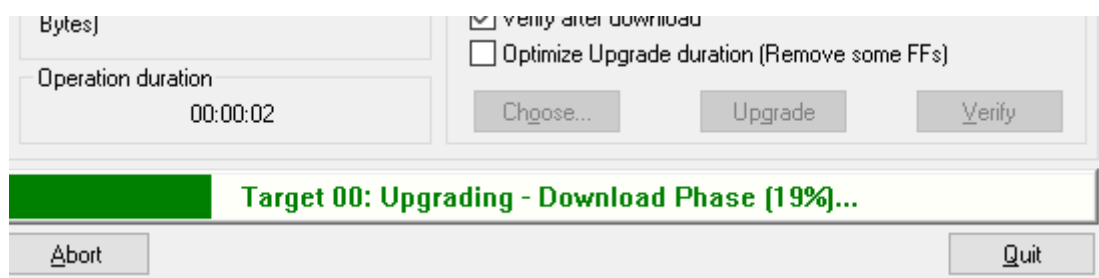 Bytes)
Verify after download
Optimize Upgrade duration (Remove some FFs)
Operation duration
00:00:02
Choose...
Upgrade
Verify
Target 00: Upgrading - Download Phase (19%)...
Abort
Quit